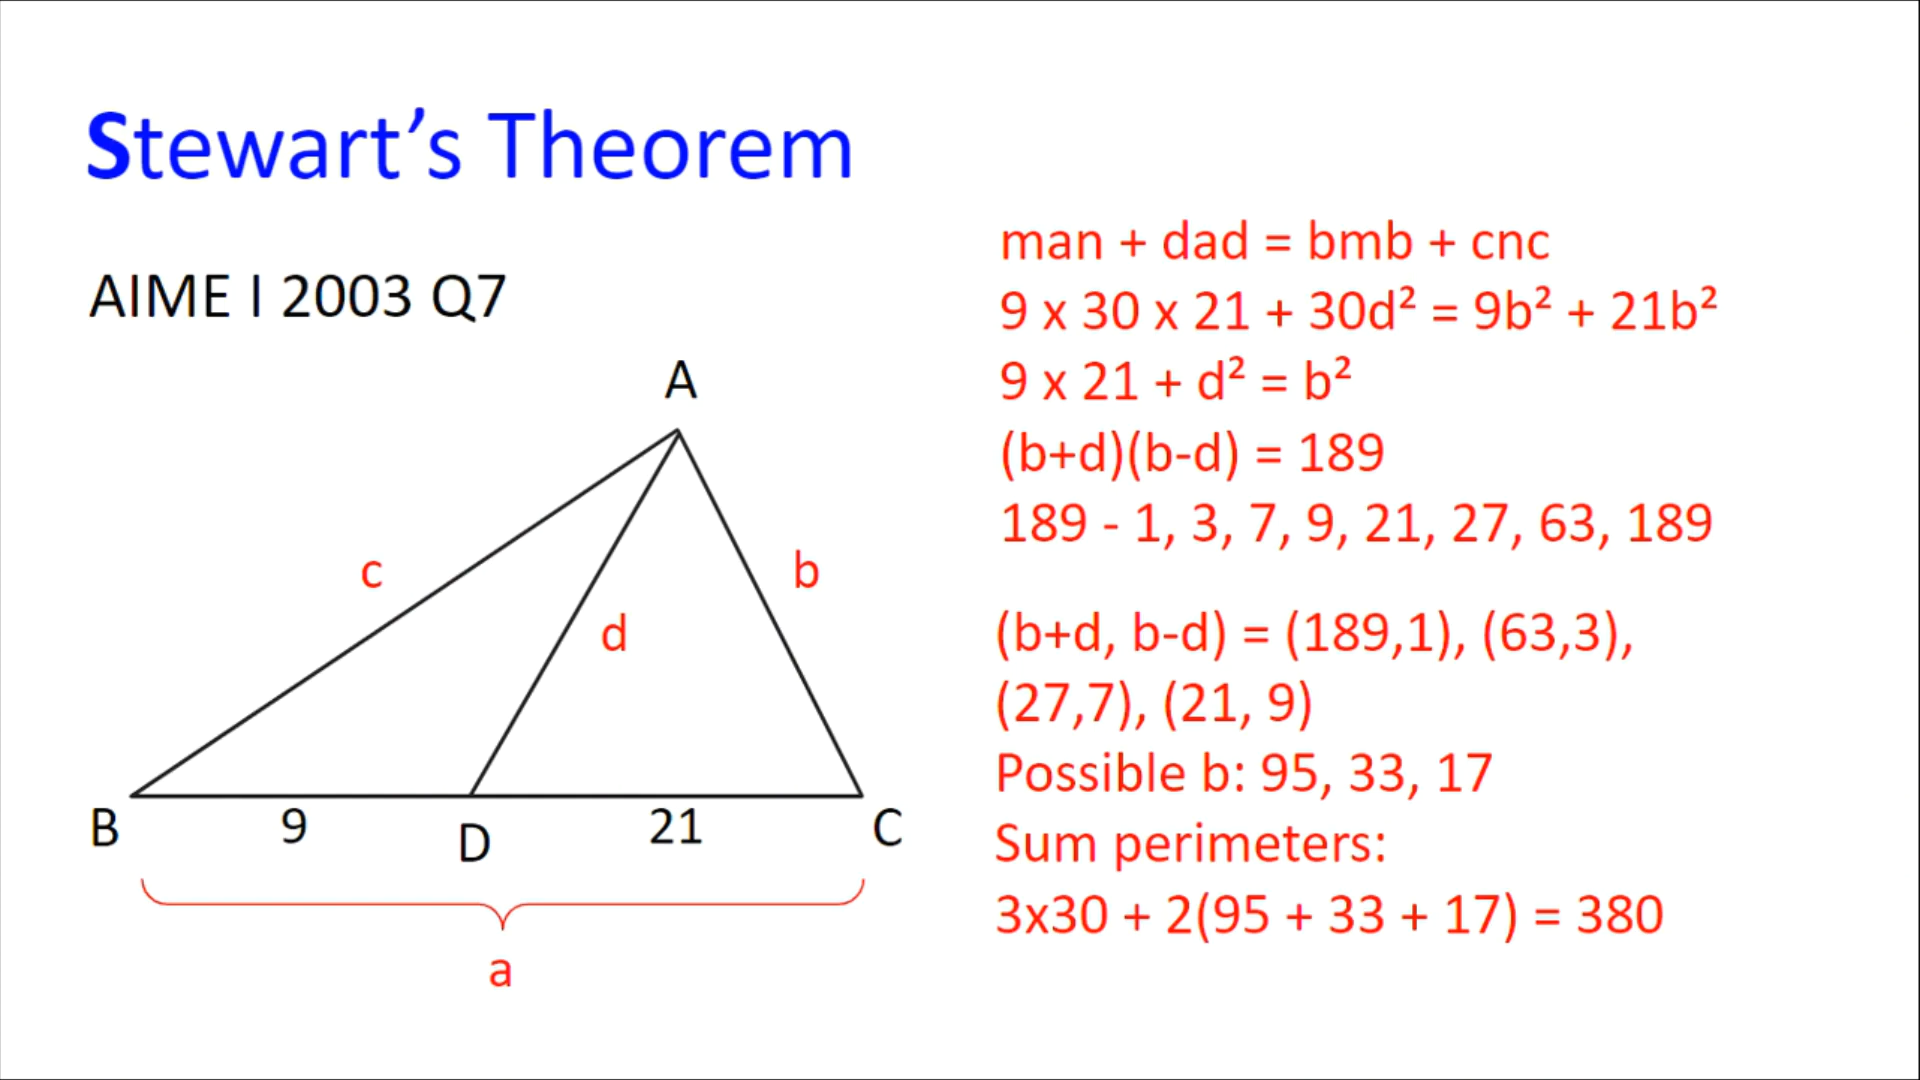 Stewart’s Theorem
AIME I 2003 Q7
A
c
b
d
B
9
D
21
C
a
man + dad = bmb + cnc
9 x 30 x 21 + 30d² = 9b² + 21b²
9 x 21 + d² = b²
(b+d)(b-d) = 189
189 - 1, 3, 7, 9, 21, 27, 63, 189
(b+d, b-d) = (189,1), (63,3),
(27,7), (21, 9)
Possible b: 95, 33, 17
Sum perimeters:
3x30 + 2(95 + 33 + 17) = 380